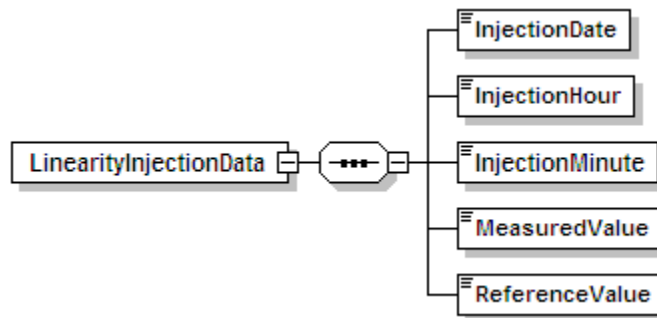 InjectionDate
InjectionHour
LinearityInjectionData
InjectionMinute
MeasuredValue
ReferenceValue